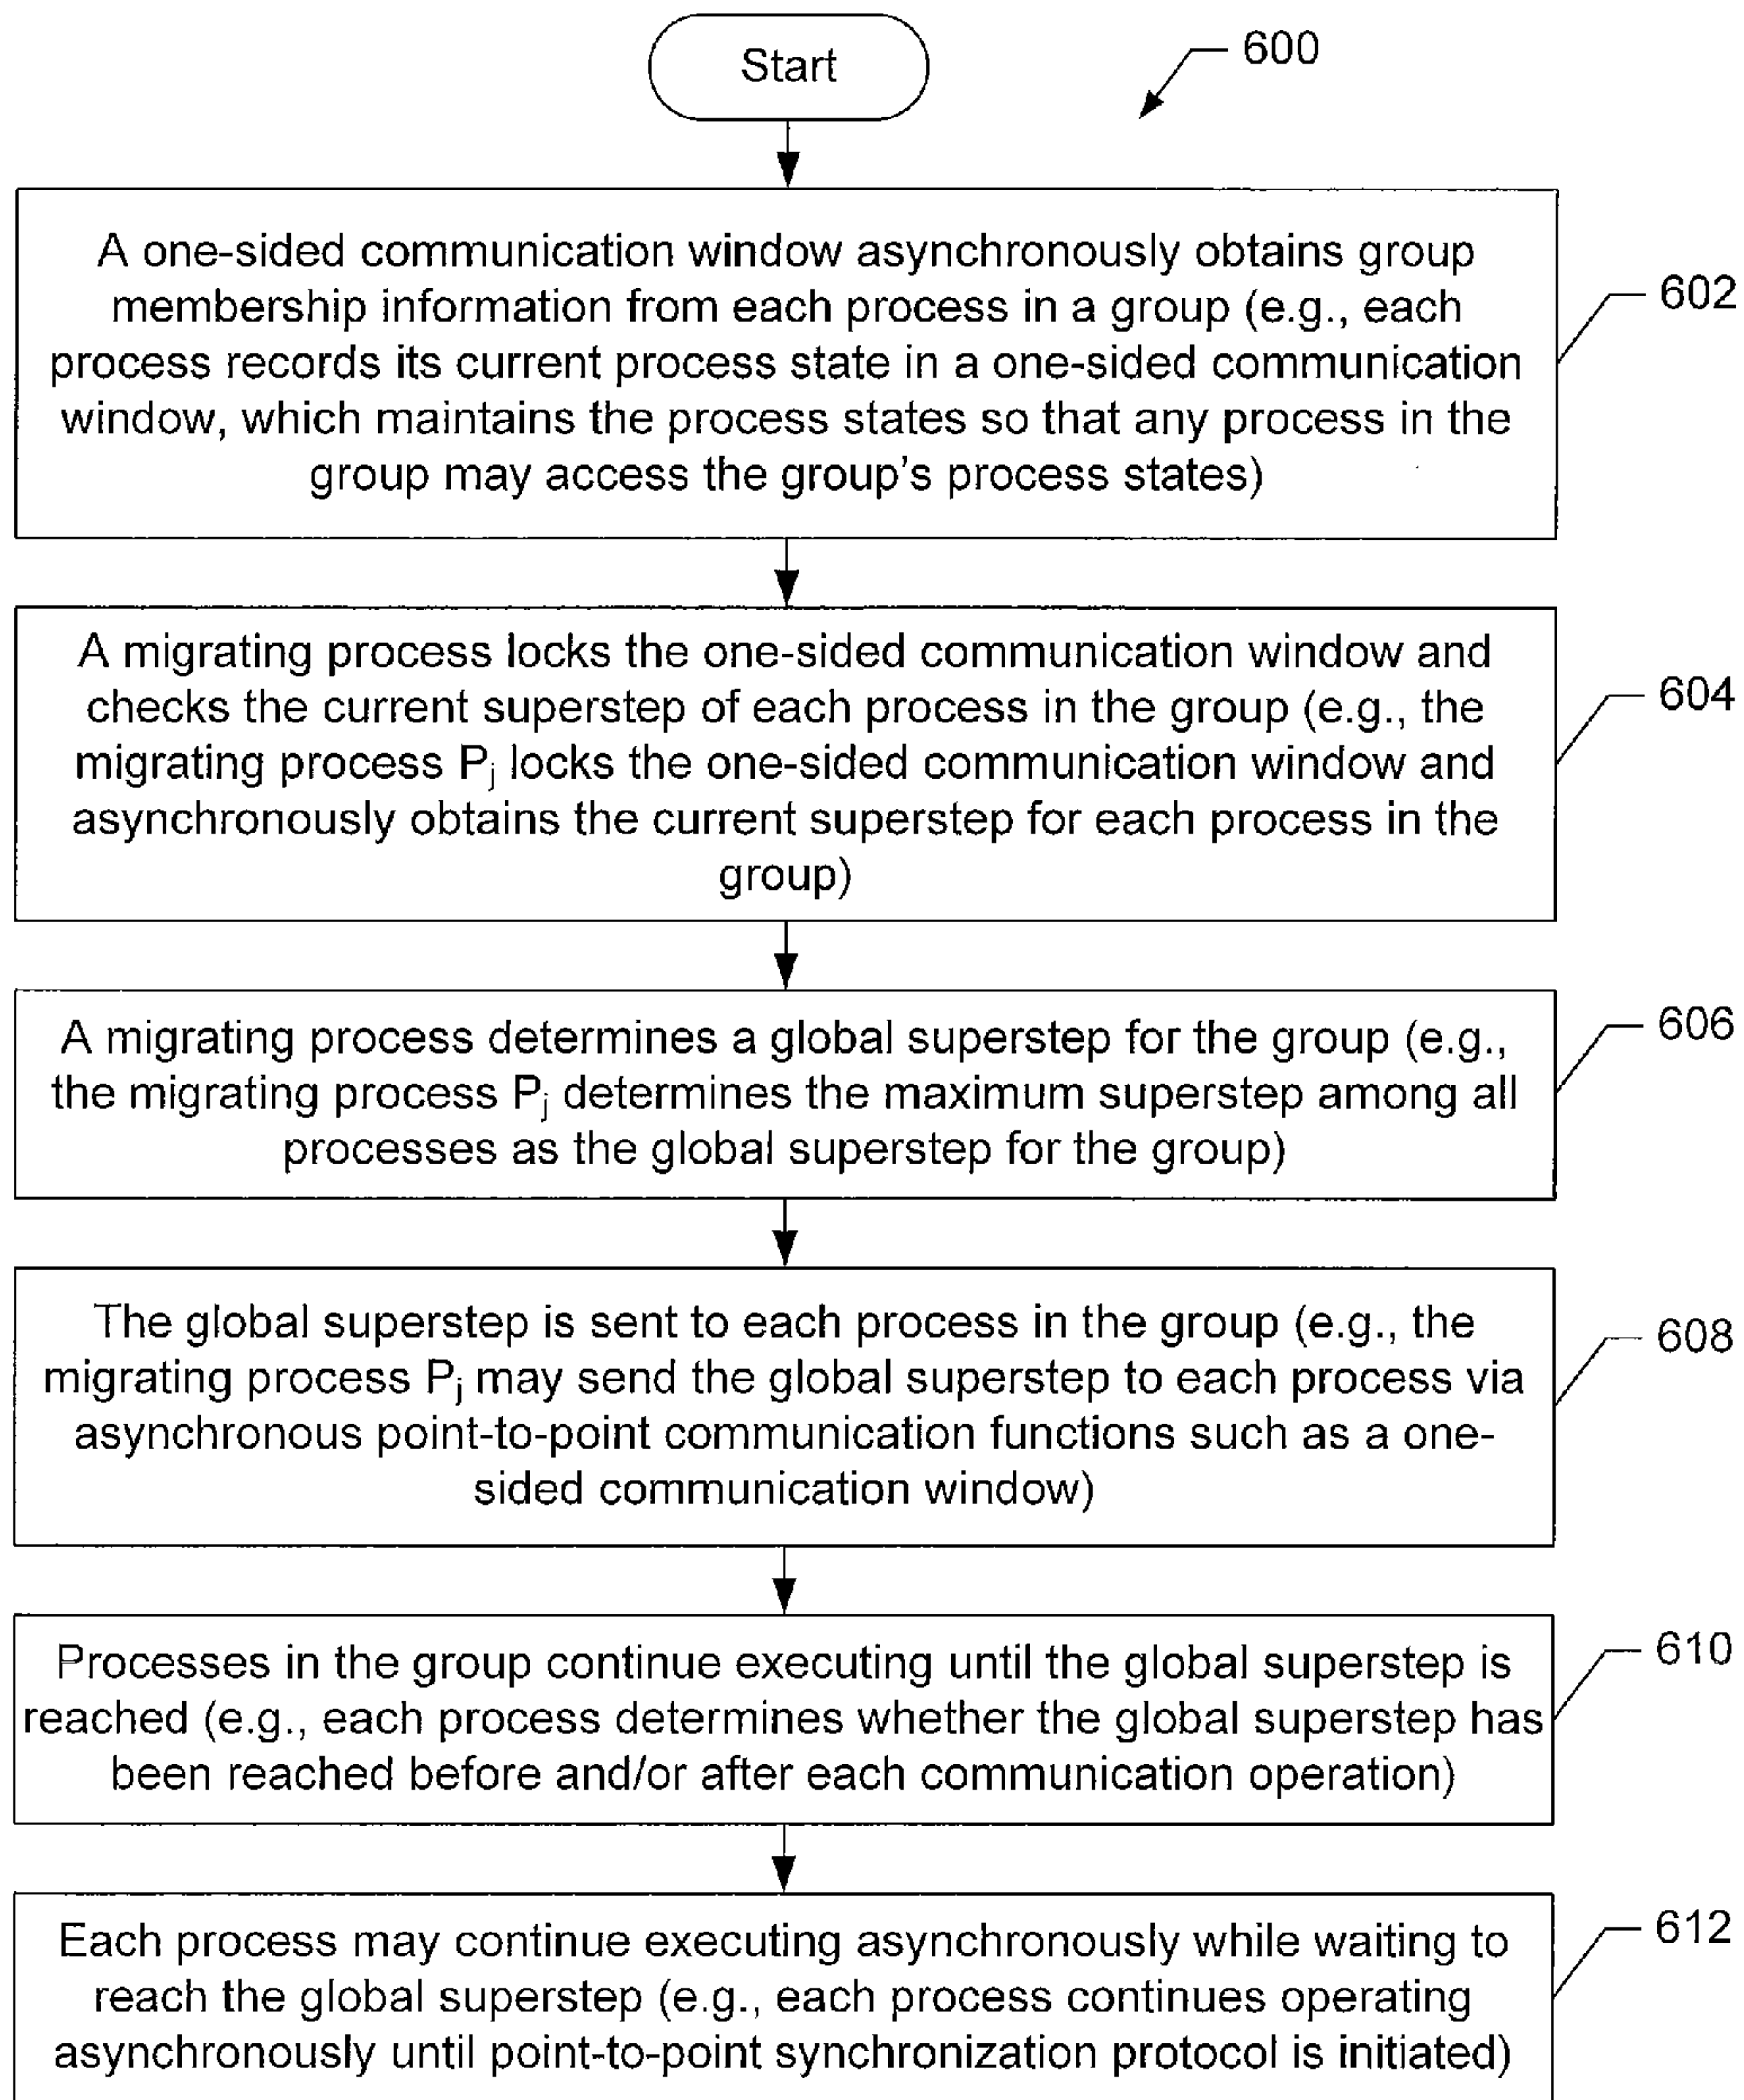 Start
600
A one-sided communication window asynchronously obtains group
membership information from each process in a group (e.g., each
process records its current process state in a one-sided communication
window, which maintains the process states so that any process in the
group may access the group's process states)
602
A migrating process locks the one-sided communication window and
checks the current superstep of each process in the group (e.g., the
migrating process Pj locks the one-sided communication window and
asynchronously obtains the current superstep for each process in the
group)
604
A migrating process determines a global superstep for the group (e.g.,
the migrating process Pj determines the maximum superstep among all
processes as the global superstep for the group)
606
The global superstep is sent to each process in the group (e.g., the
migrating process Pj may send the global superstep to each process via
asynchronous point-to-point communication functions such as a one-
sided communication window)
608
Processes in the group continue executing until the global superstep is
reached (e.g., each process determines whether the global superstep has
been reached before and/or after each communication operation)
610
Each process may continue executing asynchronously while waiting to
reach the global superstep (e.g., each process continues operating
asynchronously until point-to-point synchronization protocol is initiated)
612